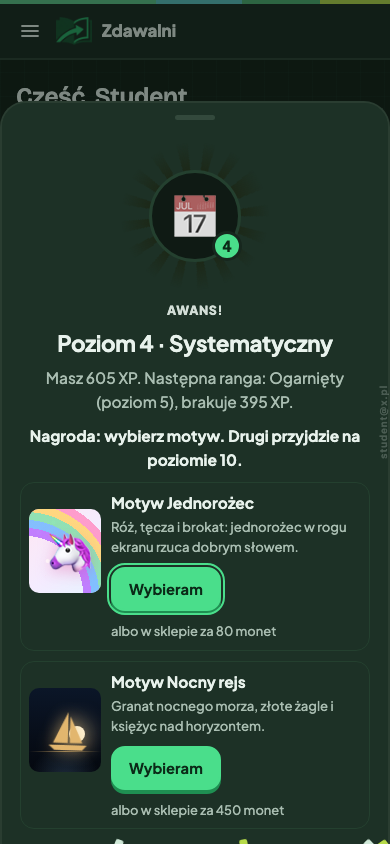 Zdawalni
Cześć, Student
JUL
17
4
AWANS!
Poziom 4 · Systematyczny
Masz 605 XP. Następna ranga: Ogarnięty
(poziom 5), brakuje 395 XP.
Nagroda: wybierz motyw. Drugi przyjdzie na
poziomie 10.
Motyw Jednorożec
Róż, tęcza i brokat: jednorożec w rogu
ekranu rzuca dobrym słowem.
Wybieram
albo w sklepie za 80 monet
Motyw Nocny rejs
Granat nocnego morza, złote żagle i
księżyc nad horyzontem.
Wybieram
albo w sklepie za 450 monet
student@x.pl